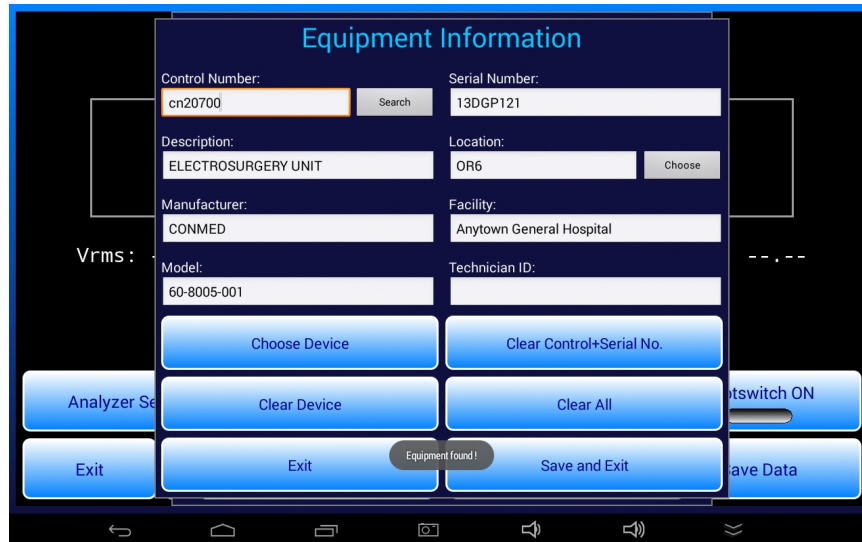 Equipment Information
Control Number:
cn20700
Search
Serial Number:
13DGP121
Description:
ELECTROSURGERY UNIT
Location:
OR6
Choose
Manufacturer:
CONMED
Facility:
Anytown General Hospital
Vrms:
--.--
Model:
60-8005-001
Technician ID:
Choose Device
Clear Control+Serial No.
Analyzer Se
Clear Device
Clear All
otswitch ON
Exit
Exit
Equipment found !
Save and Exit
ave Data